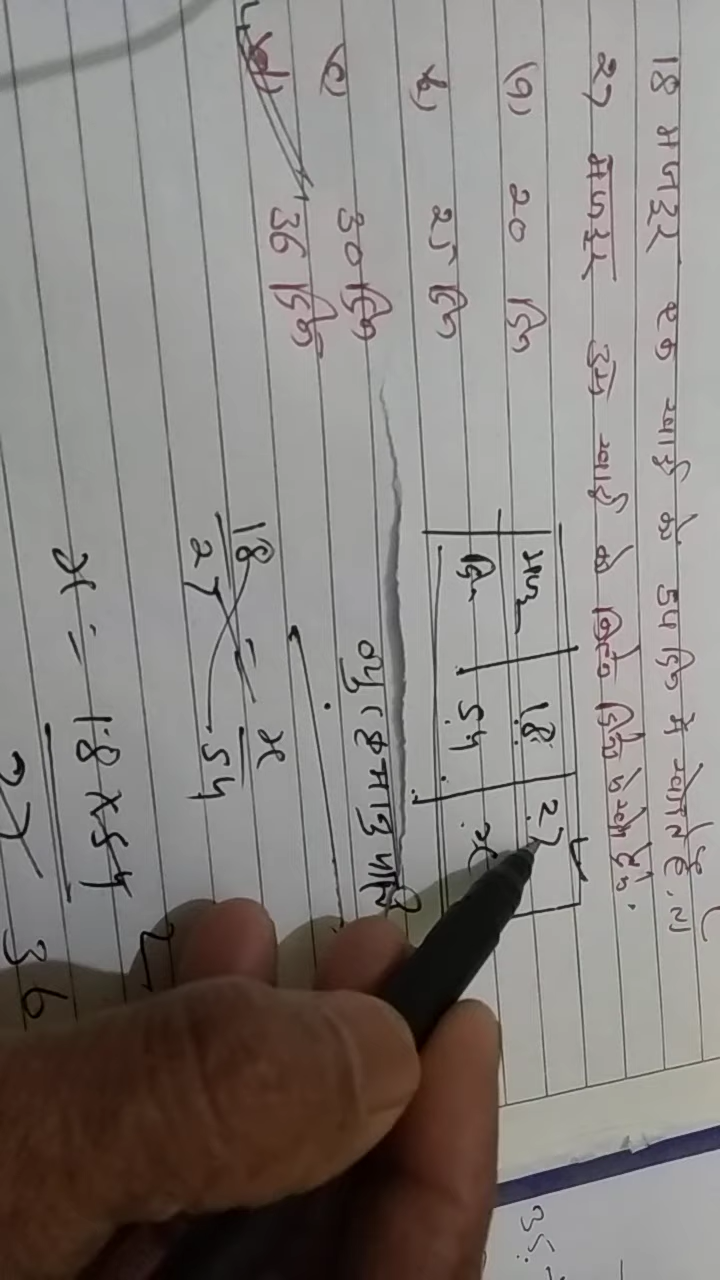 18 मजदूर एक खाई को 54 दिन में खोदते हैं, तो
27 मजदूर उसी खाई को कितने दिनों में खोदेंगे.
(a) 20 दिन
b) 25 दिन
c) 30 दिन
d) 36 दिन
मज 18 27
दिन 54 x
व्युत्क्रमानुपाती
18/27 = x/54
x = 18 x 54
27
36
35.